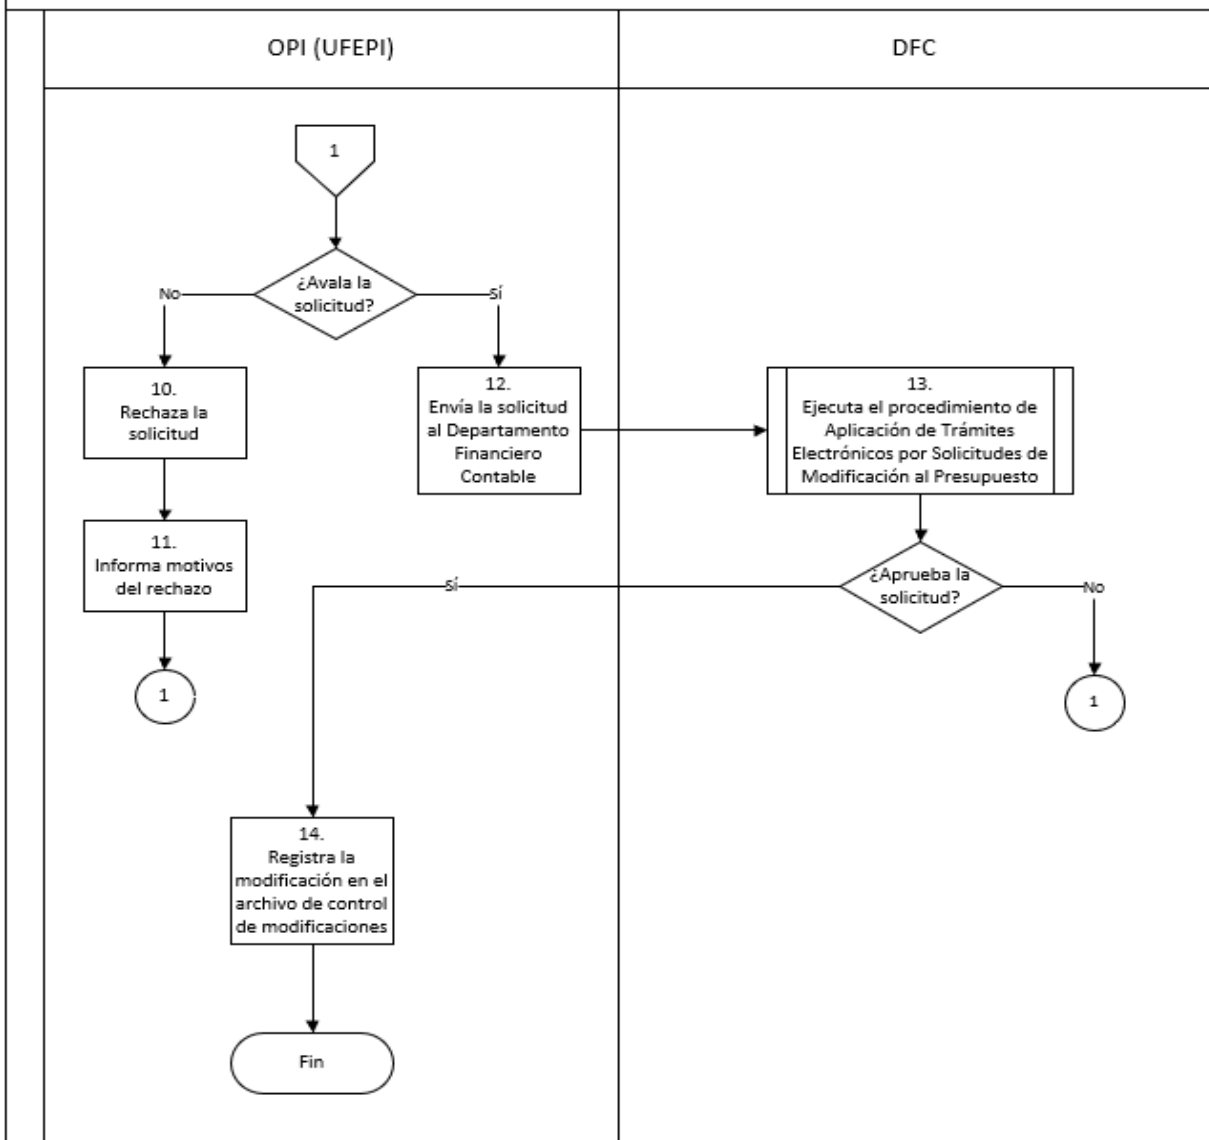 OPI (UFEPI)
DFC
1
¿Avala la
solicitud?
No
Sí
10.
Rechaza la
solicitud
12.
Envía la solicitud
al Departamento
Financiero
Contable
13.
Ejecuta el procedimiento de
Aplicación de Trámites
Electrónicos por Solicitudes de
Modificación al Presupuesto
11.
Informa motivos
del rechazo
¿Aprueba la
solicitud?
Sí
No
1
1
14.
Registra la
modificación en el
archivo de control
de modificaciones
Fin